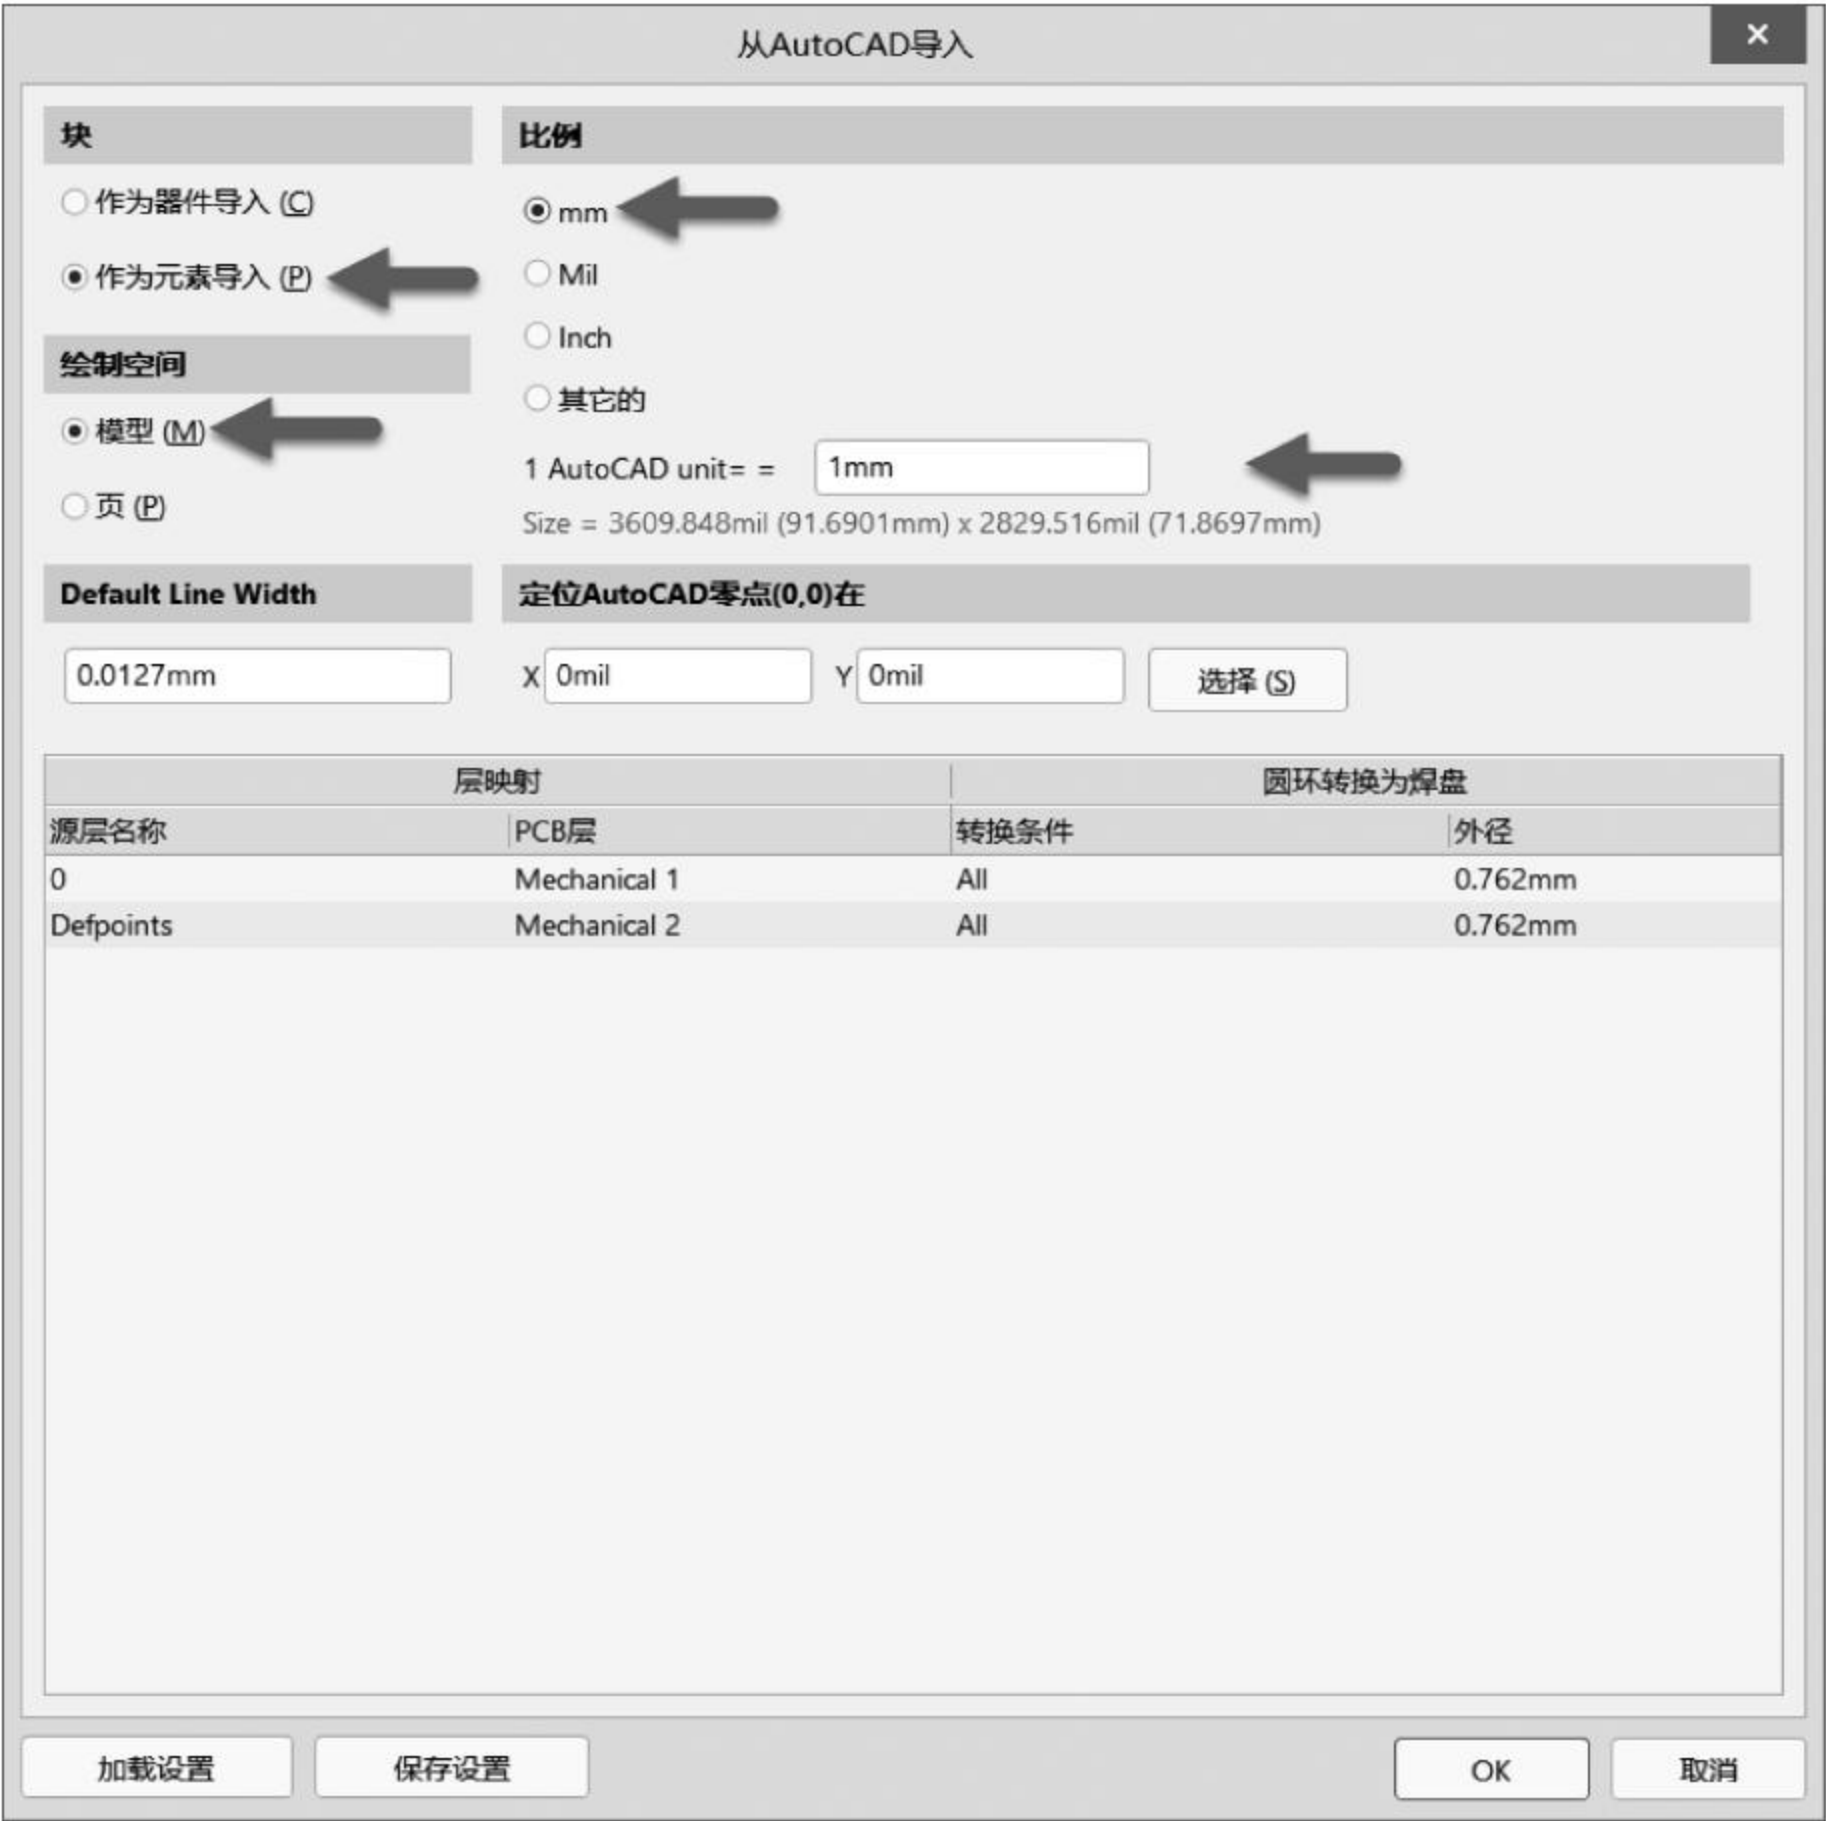 从AutoCAD导入
块
作为器件导入 (C)
作为元素导入 (P)
绘制空间
模型 (M)
页 (P)
Default Line Width
0.0127mm
比例
mm
Mil
Inch
其它的
1 AutoCAD unit= = 1mm
Size = 3609.848mil (91.6901mm) x 2829.516mil (71.8697mm)
定位AutoCAD零点(0,0)在
X 0mil Y 0mil 选择 (S)
层映射 圆环转换为焊盘
源层名称 PCB层 转换条件 外径
0 Mechanical 1 All 0.762mm
Defpoints Mechanical 2 All 0.762mm
加载设置 保存设置 OK 取消